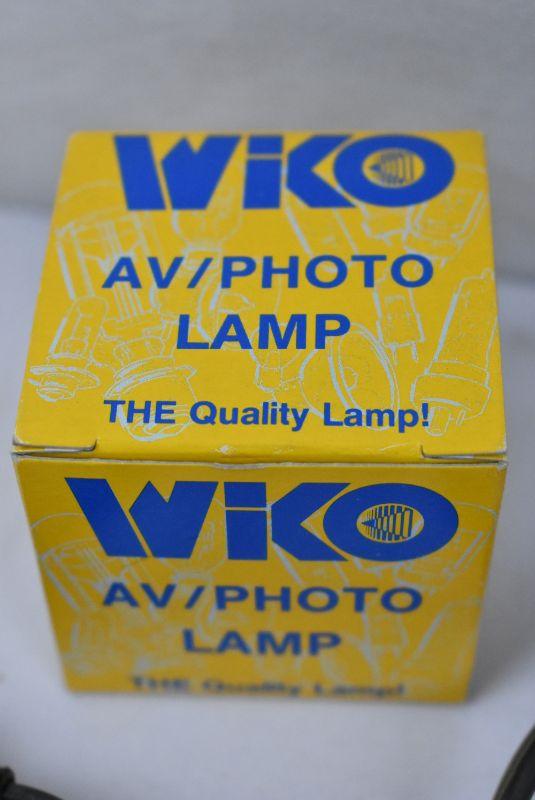 WiKO
AV/PHOTO
LAMP
THE Quality Lamp!
WiKO
AV/PHOTO
LAMP
THE Quality Lamp!